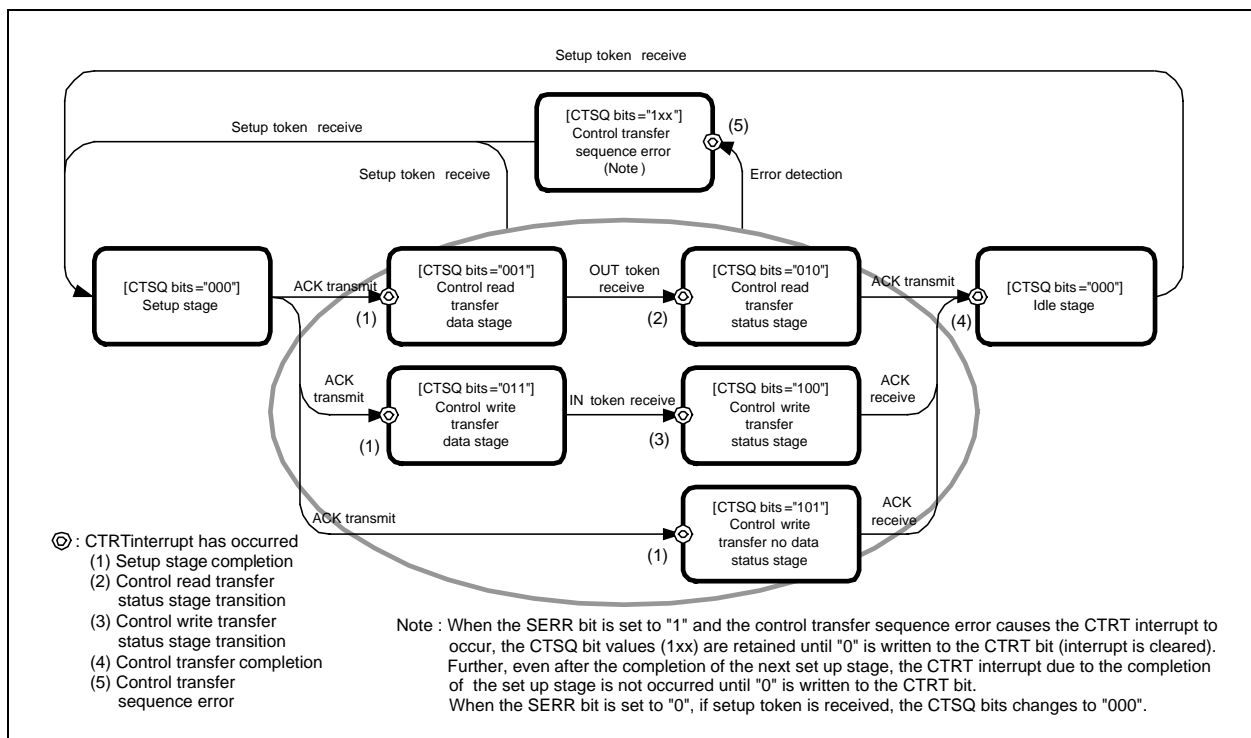 Setup token receive
[CTSQ bits="1xx"]
Control transfer
sequence error
(Note)
(5)
Setup token receive
Setup token receive
Error detection
[CTSQ bits="000"]
Setup stage
ACK transmit
(1)
[CTSQ bits="001"]
Control read
transfer
data stage
OUT token
receive
(2)
[CTSQ bits="010"]
Control read
transfer
status stage
ACK transmit
(4)
[CTSQ bits="000"]
Idle stage
ACK
transmit
(1)
[CTSQ bits="011"]
Control write
transfer
data stage
IN token receive
(3)
[CTSQ bits="100"]
Control write
transfer
status stage
ACK
receive
ACK transmit
(1)
[CTSQ bits="101"]
Control write
transfer no data
status stage
ACK
receive
: CTRTinterrupt has occurred
(1) Setup stage completion
(2) Control read transfer
status stage transition
(3) Control write transfer
status stage transition
(4) Control transfer completion
(5) Control transfer
sequence error
Note : When the SERR bit is set to "1" and the control transfer sequence error causes the CTRT interrupt to
occur, the CTSQ bit values (1xx) are retained until "0" is written to the CTRT bit (interrupt is cleared).
Further, even after the completion of the next set up stage, the CTRT interrupt due to the completion
of the set up stage is not occurred until "0" is written to the CTRT bit.
When the SERR bit is set to "0", if setup token is received, the CTSQ bits changes to "000".